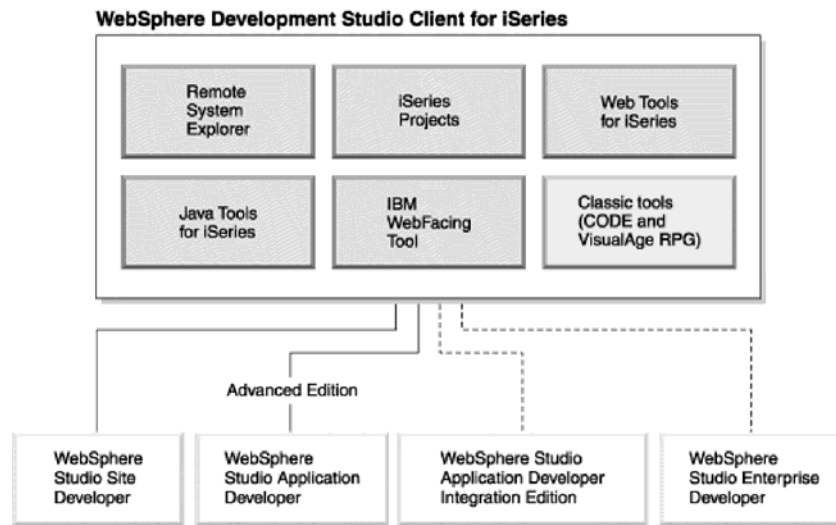 WebSphere Development Studio Client for iSeries
Remote
System
Explorer
iSeries
Projects
Web Tools
for iSeries
Java Tools
for iSeries
IBM
WebFacing
Tool
Classic tools
(CODE and
VisualAge RPG)
Advanced Edition
WebSphere
Studio Site
Developer
WebSphere
Studio Application
Developer
WebSphere Studio
Application Developer
Integration Edition
WebSphere
Studio Enterprise
Developer